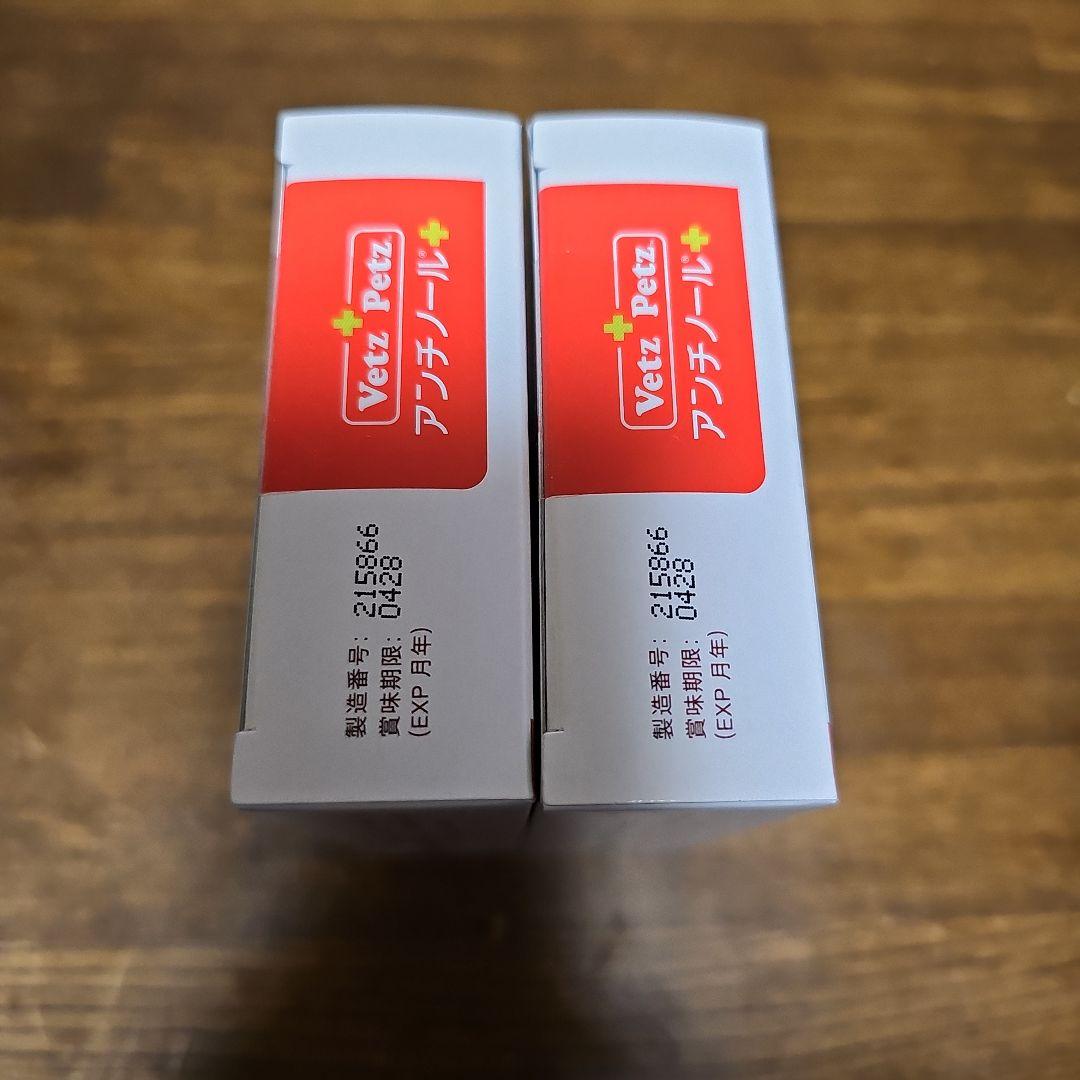 Vetz Petz
アンチノール
製造番号: 215866
賞味期限: 0428
(EXP 月年)
Vetz Petz
アンチノール
製造番号: 215866
賞味期限: 0428
(EXP 月年)